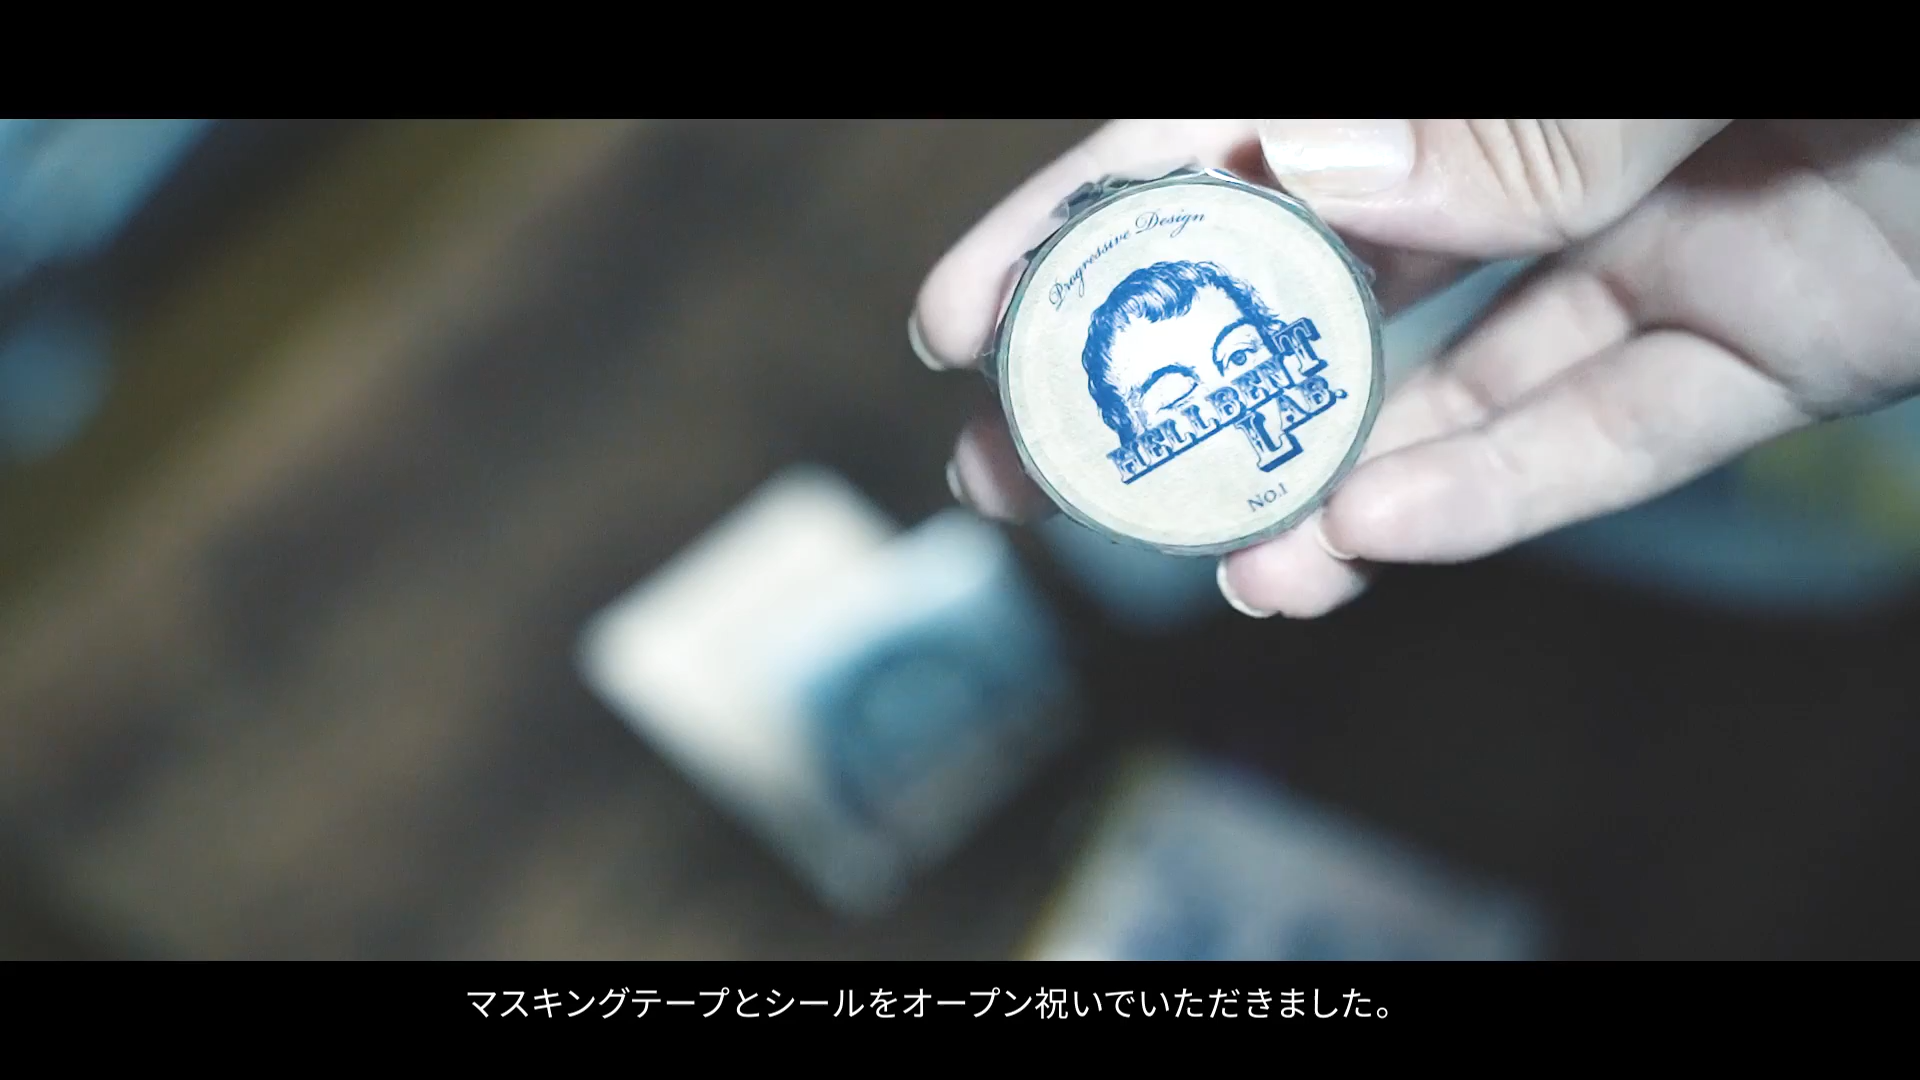 Progressive Design
HELLBENT
LAB.
No.1
マスキングテープとシールをオープン祝いでいただきました。